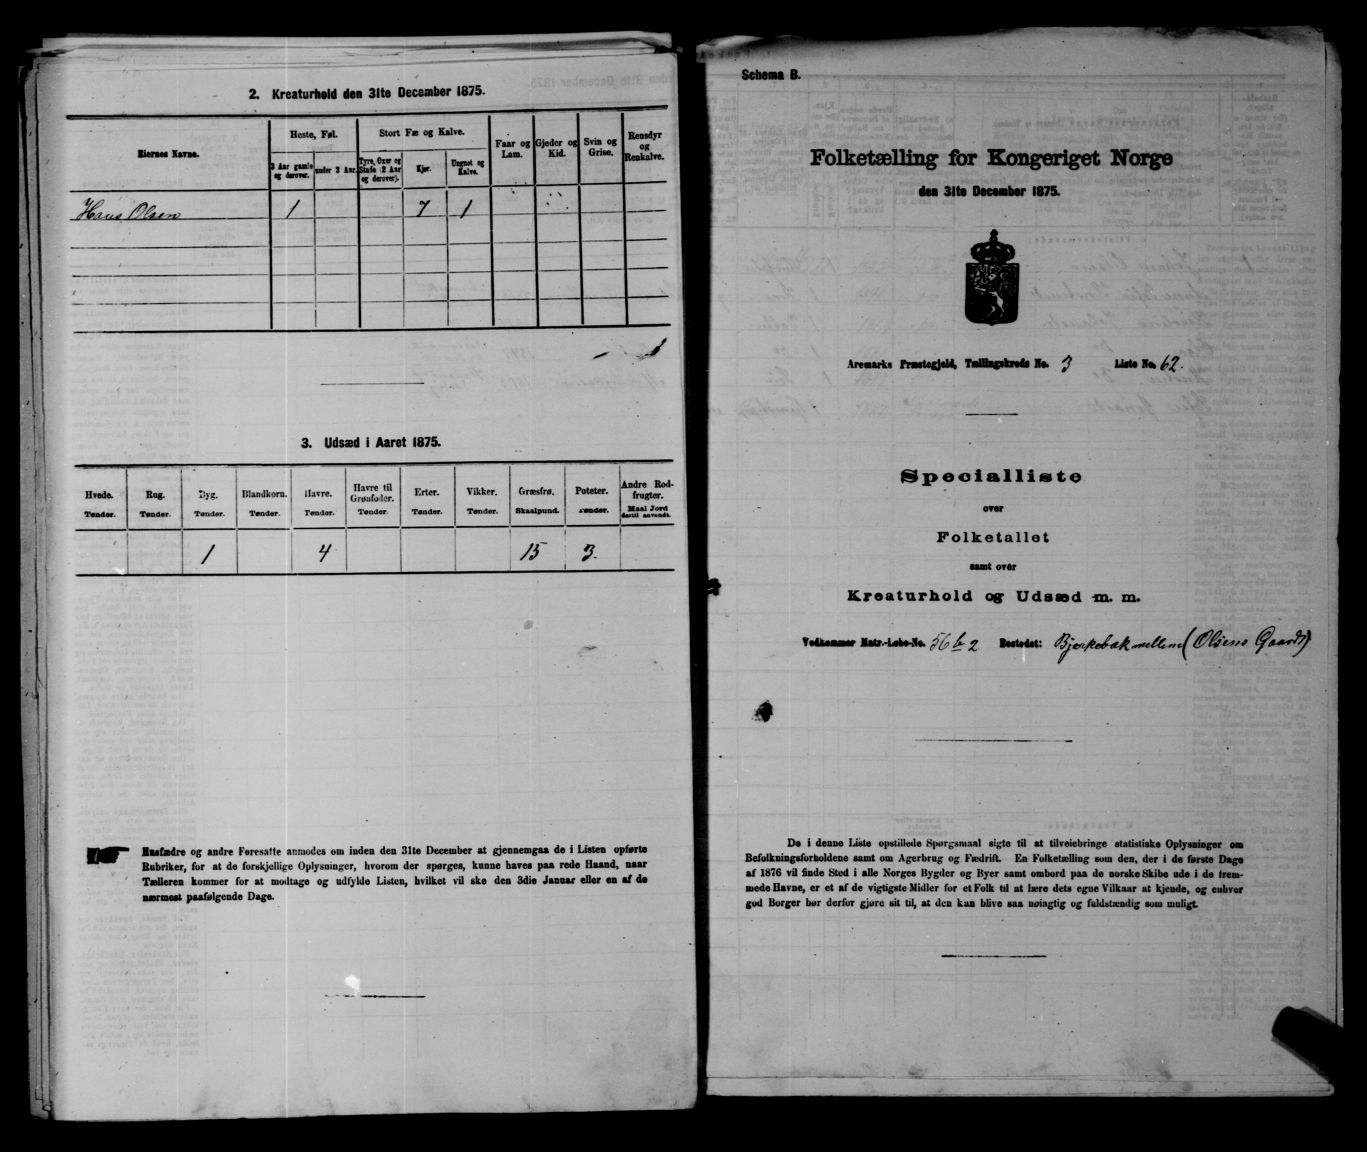 2. Kreaturhold den 31te December 1875.
Eiernes Navne.
Heste, Føl.
Stort Fæ og Kalve.
Faar og Lam.
Gjeder og Kid.
Svin og Grise.
Rensdyr og Renkalve.
3 Aar gamle og derover.
under 3 Aar.
Tyre, Oxer og Stude (2 Aar og derover).
Kjør.
Ungnøt og Kalve.
Hans Olsen 1 7 1
3. Udsæd i Aaret 1875.
Hvede. Rug. Byg. Blandkorn. Havre. Havre til Grønfoder. Erter. Vikker. Græsfrø. Poteter. Andre Rodfrugter.
Tønder. Tønder. Tønder. Tønder. Tønder. Tønder. Tønder. Tønder. Skaalpund. Tønder. Maal Jord dertil anvendt.
1 4 15 3.
Husfædre og andre Foresatte anmodes om inden den 31te December at gjennemgaa de i Listen opførte
Rubriker, for at de forskjellige Oplysninger, hvorom der spørges, kunne haves paa rede Haand, naar
Tælleren kommer for at modtage og udfylde Listen, hvilket vil ske den 3die Januar eller en af de
nærmest paafølgende Dage.
Schema B.
Folketælling for Kongeriget Norge
den 31te December 1875.
Aremarks Præstegjeld, Tællingskreds No. 3 Liste No. 62.
Specialliste
over
Folketallet
samt over
Kreaturhold og Udsæd m. m.
Vedkommer Matr.-Løbe-No. 56 b 2 Bostedet: Bjerkebækmellene (Olsens Gaard)
De i denne Liste opstillede Spørgsmaal sigte til at tilveiebringe statistiske Oplysninger om
Befolkningsforholdene samt om Agerbrug og Fædrift. En Folketælling som den, der i de første Dage
af 1876 vil finde Sted i alle Norges Bygder og Byer samt ombord paa de norske Skibe ude i de frem-
mede Havne, er et af de vigtigste Midler for et Folk til at lære dets egne Vilkaar at kjende, og enhver
god Borger bør derfor gjøre sit til, at den kan blive saa nøiagtig og fuldstændig som muligt.